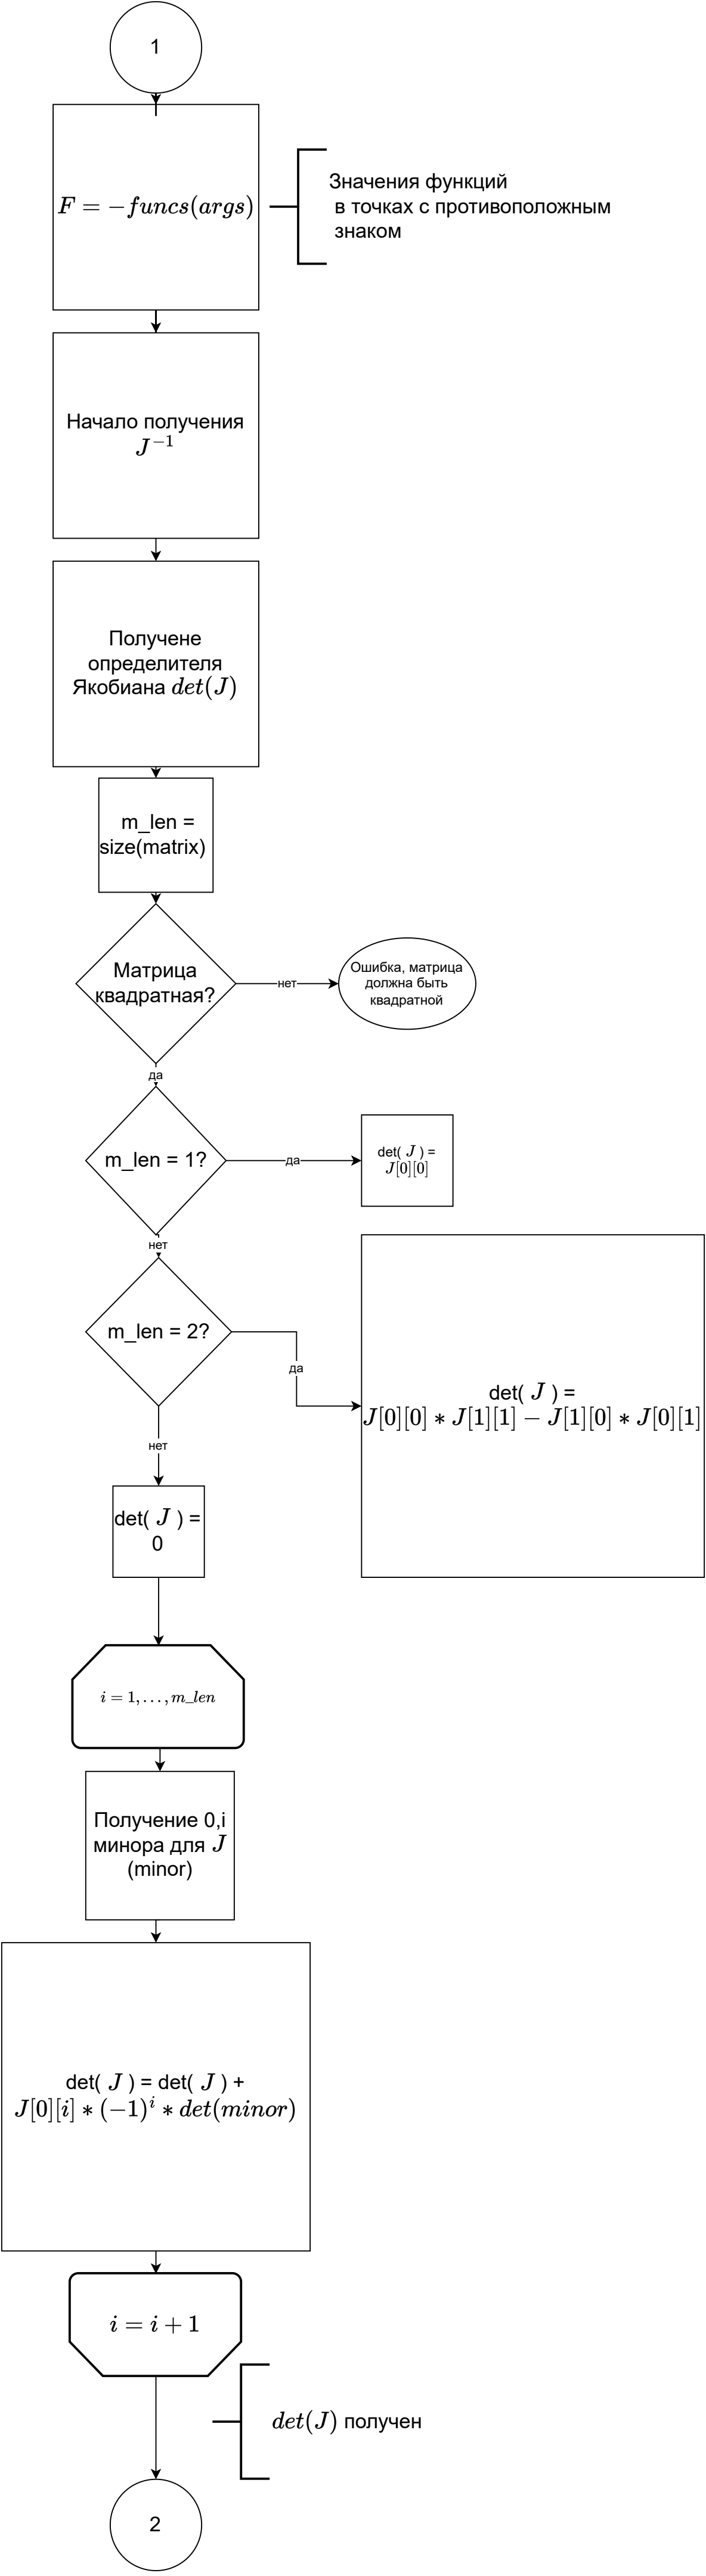 1
F = −funcs(args)
Значения функций
в точках с противоположным
знаком
Начало получения
J⁻¹
Получене
определителя
Якобиана det(J)
m_len =
size(matrix)
Матрица
квадратная?
нет
Ошибка, матрица
должна быть
квадратной
да
m_len = 1?
да
det( J ) =
J[0][0]
нет
m_len = 2?
да
det( J ) =
J[0][0] * J[1][1] − J[1][0] * J[0][1]
нет
det( J ) =
0
i = 1, ..., m_len
Получение 0,i
минора для J
(minor)
det( J ) = det( J ) +
J[0][i] * (−1)ⁱ * det(minor)
i = i + 1
det(J) получен
2